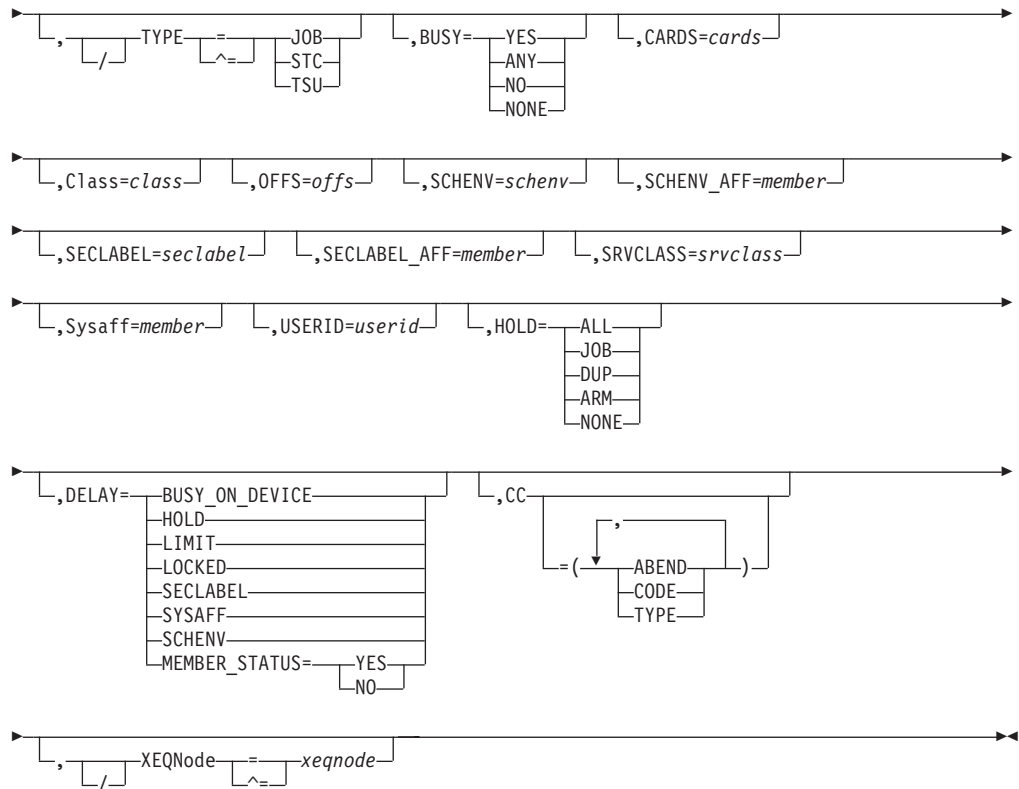 , / TYPE = JOB ,BUSY= YES ,CARDS=cards
^= STC ANY
TSU NO
NONE
,Class=class ,OFFS=offs ,SCHENV=schenv ,SCHENV_AFF=member
,SECLABEL=seclabel ,SECLABEL_AFF=member ,SRVCLASS=srvclass
,Sysaff=member ,USERID=userid ,HOLD= ALL
JOB
DUP
ARM
NONE
,DELAY= BUSY_ON_DEVICE ,CC
HOLD
LIMIT ,
LOCKED =( ABEND )
SECLABEL CODE
SYSAFF TYPE
SCHENV
MEMBER_STATUS= YES
NO
, / XEQNode = xeqnode
^=